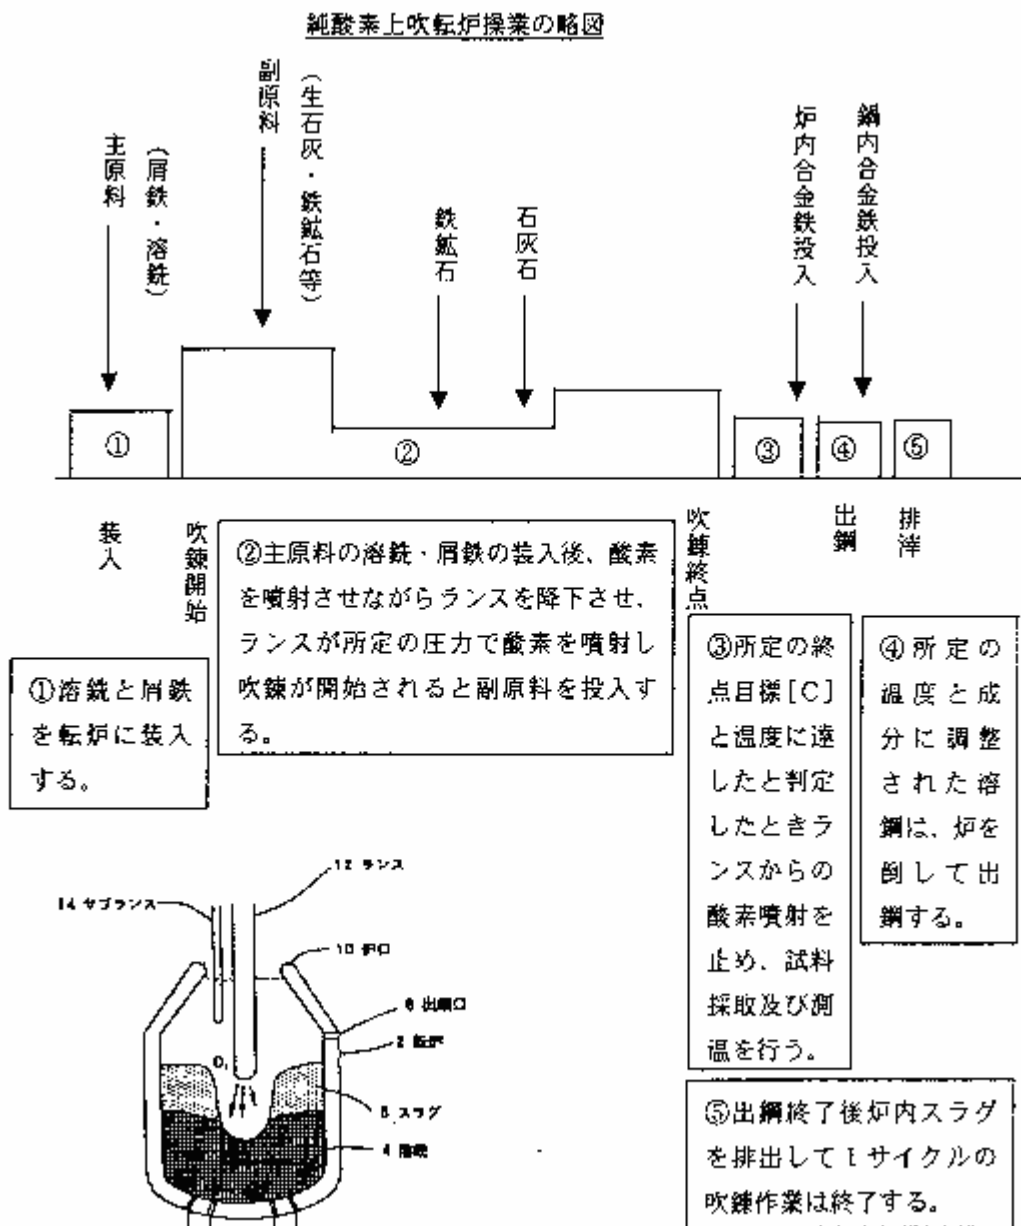 純酸素上吹転炉操業の略図
主原料
（屑鉄・溶銑）
副原料
（生石灰・鉄鉱石等）
鉄鉱石
石灰石
炉内合金鉄投入
鍋内合金鉄投入
①
②
③
④
⑤
装入
吹錬開始
吹錬終点
出鋼
排滓
①溶銑と屑鉄
を転炉に装入
する。
②主原料の溶銑・屑鉄の装入後、酸素
を噴射させながらランスを降下させ、
ランスが所定の圧力で酸素を噴射し
吹錬が開始されると副原料を投入す
る。
③所定の終
点目標[C]
と温度に達
したと判定
したときラ
ンスからの
酸素噴射を
止め、試料
採取及び測
温を行う。
④所定の
温度と成
分に調整
された溶
鋼は、炉を
倒して出
鋼する。
⑤出鋼終了後炉内スラグ
を排出して1サイクルの
吹錬作業は終了する。
12 ランス
14 サブランス
10 炉口
出鋼口
2 転炉
スラグ
4